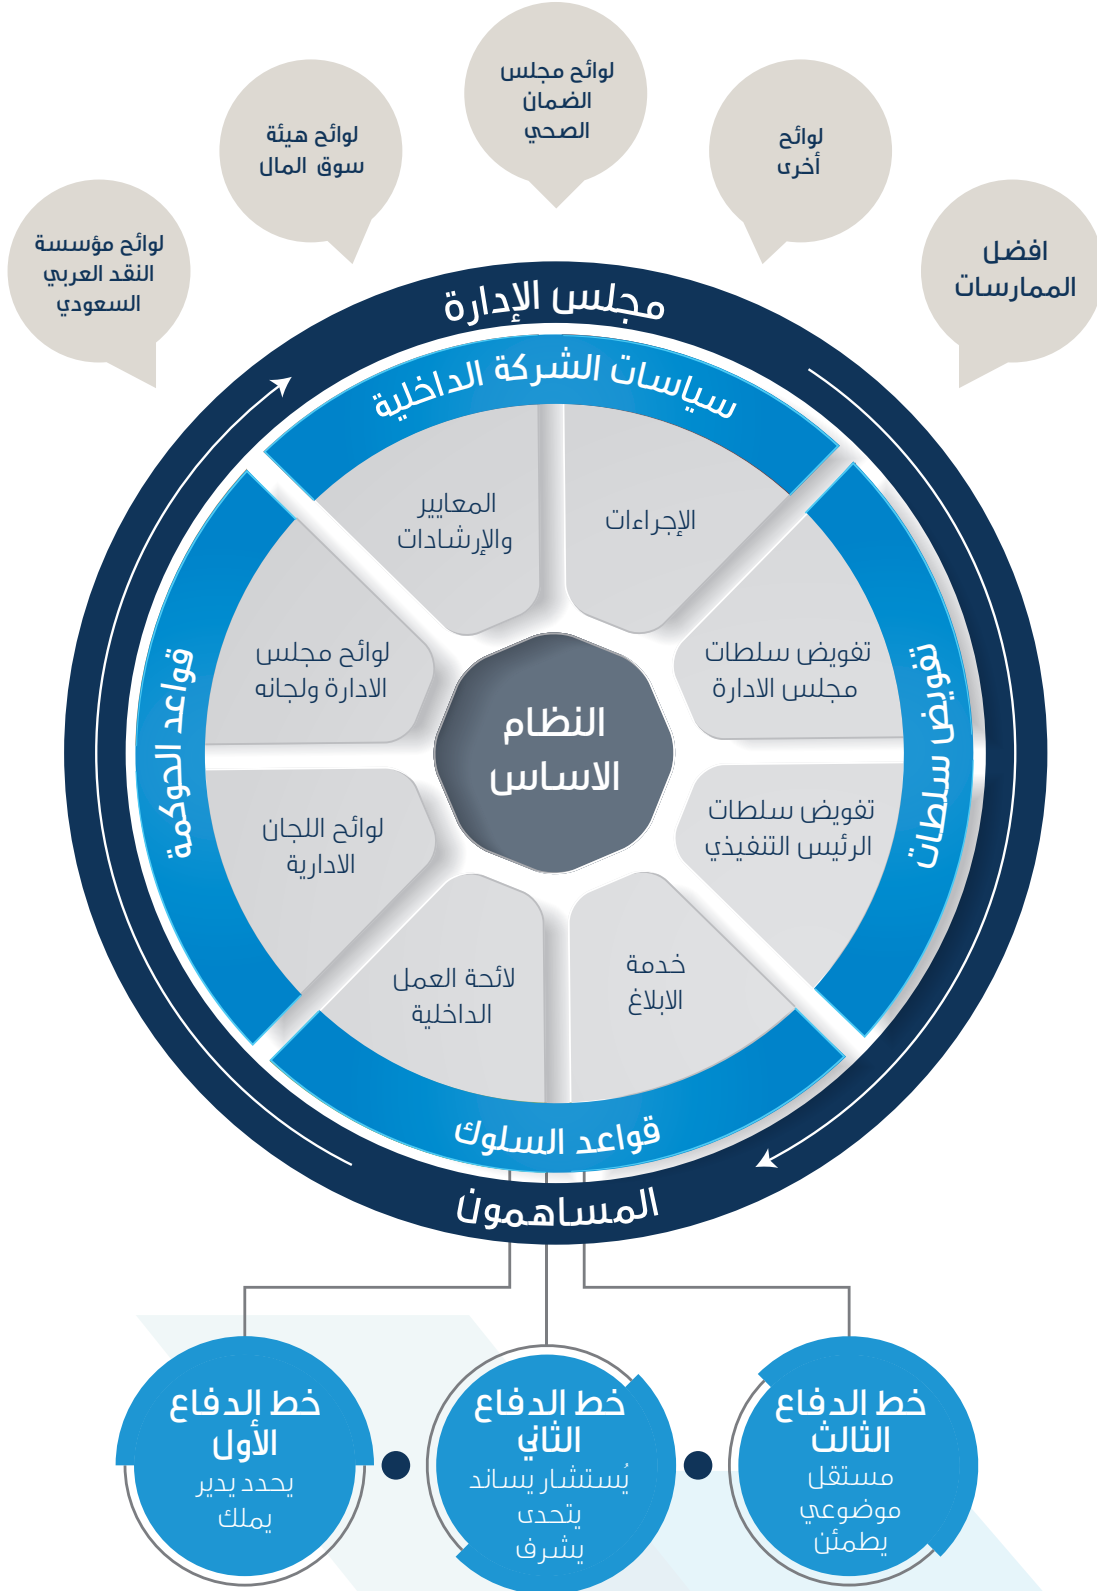 لوائح مجلس
الضمان
الصحي
لوائح هيئة
سوق المال
لوائح
أخرى
لوائح مؤسسة
النقد العربي
السعودي
افضل
الممارسات
مجلس الإدارة
سياسات الشركة الداخلية
الإجراءات
المعايير
والإرشادات
تفويض سلطات
تفويض سلطات
مجلس الادارة
تفويض سلطات
الرئيس التنفيذي
قواعد الحوكمة
لوائح مجلس
الادارة ولجانه
لوائح اللجان
الادارية
النظام
الاساس
خدمة
الابلاغ
لائحة العمل
الداخلية
قواعد السلوك
المساهمون
خط الدفاع
الأول
يحدد يدير
يملك
خط الدفاع
الثاني
يُستشار يساند
يتحدى
يشرف
خط الدفاع
الثالث
مستقل
موضوعي
يطمئن